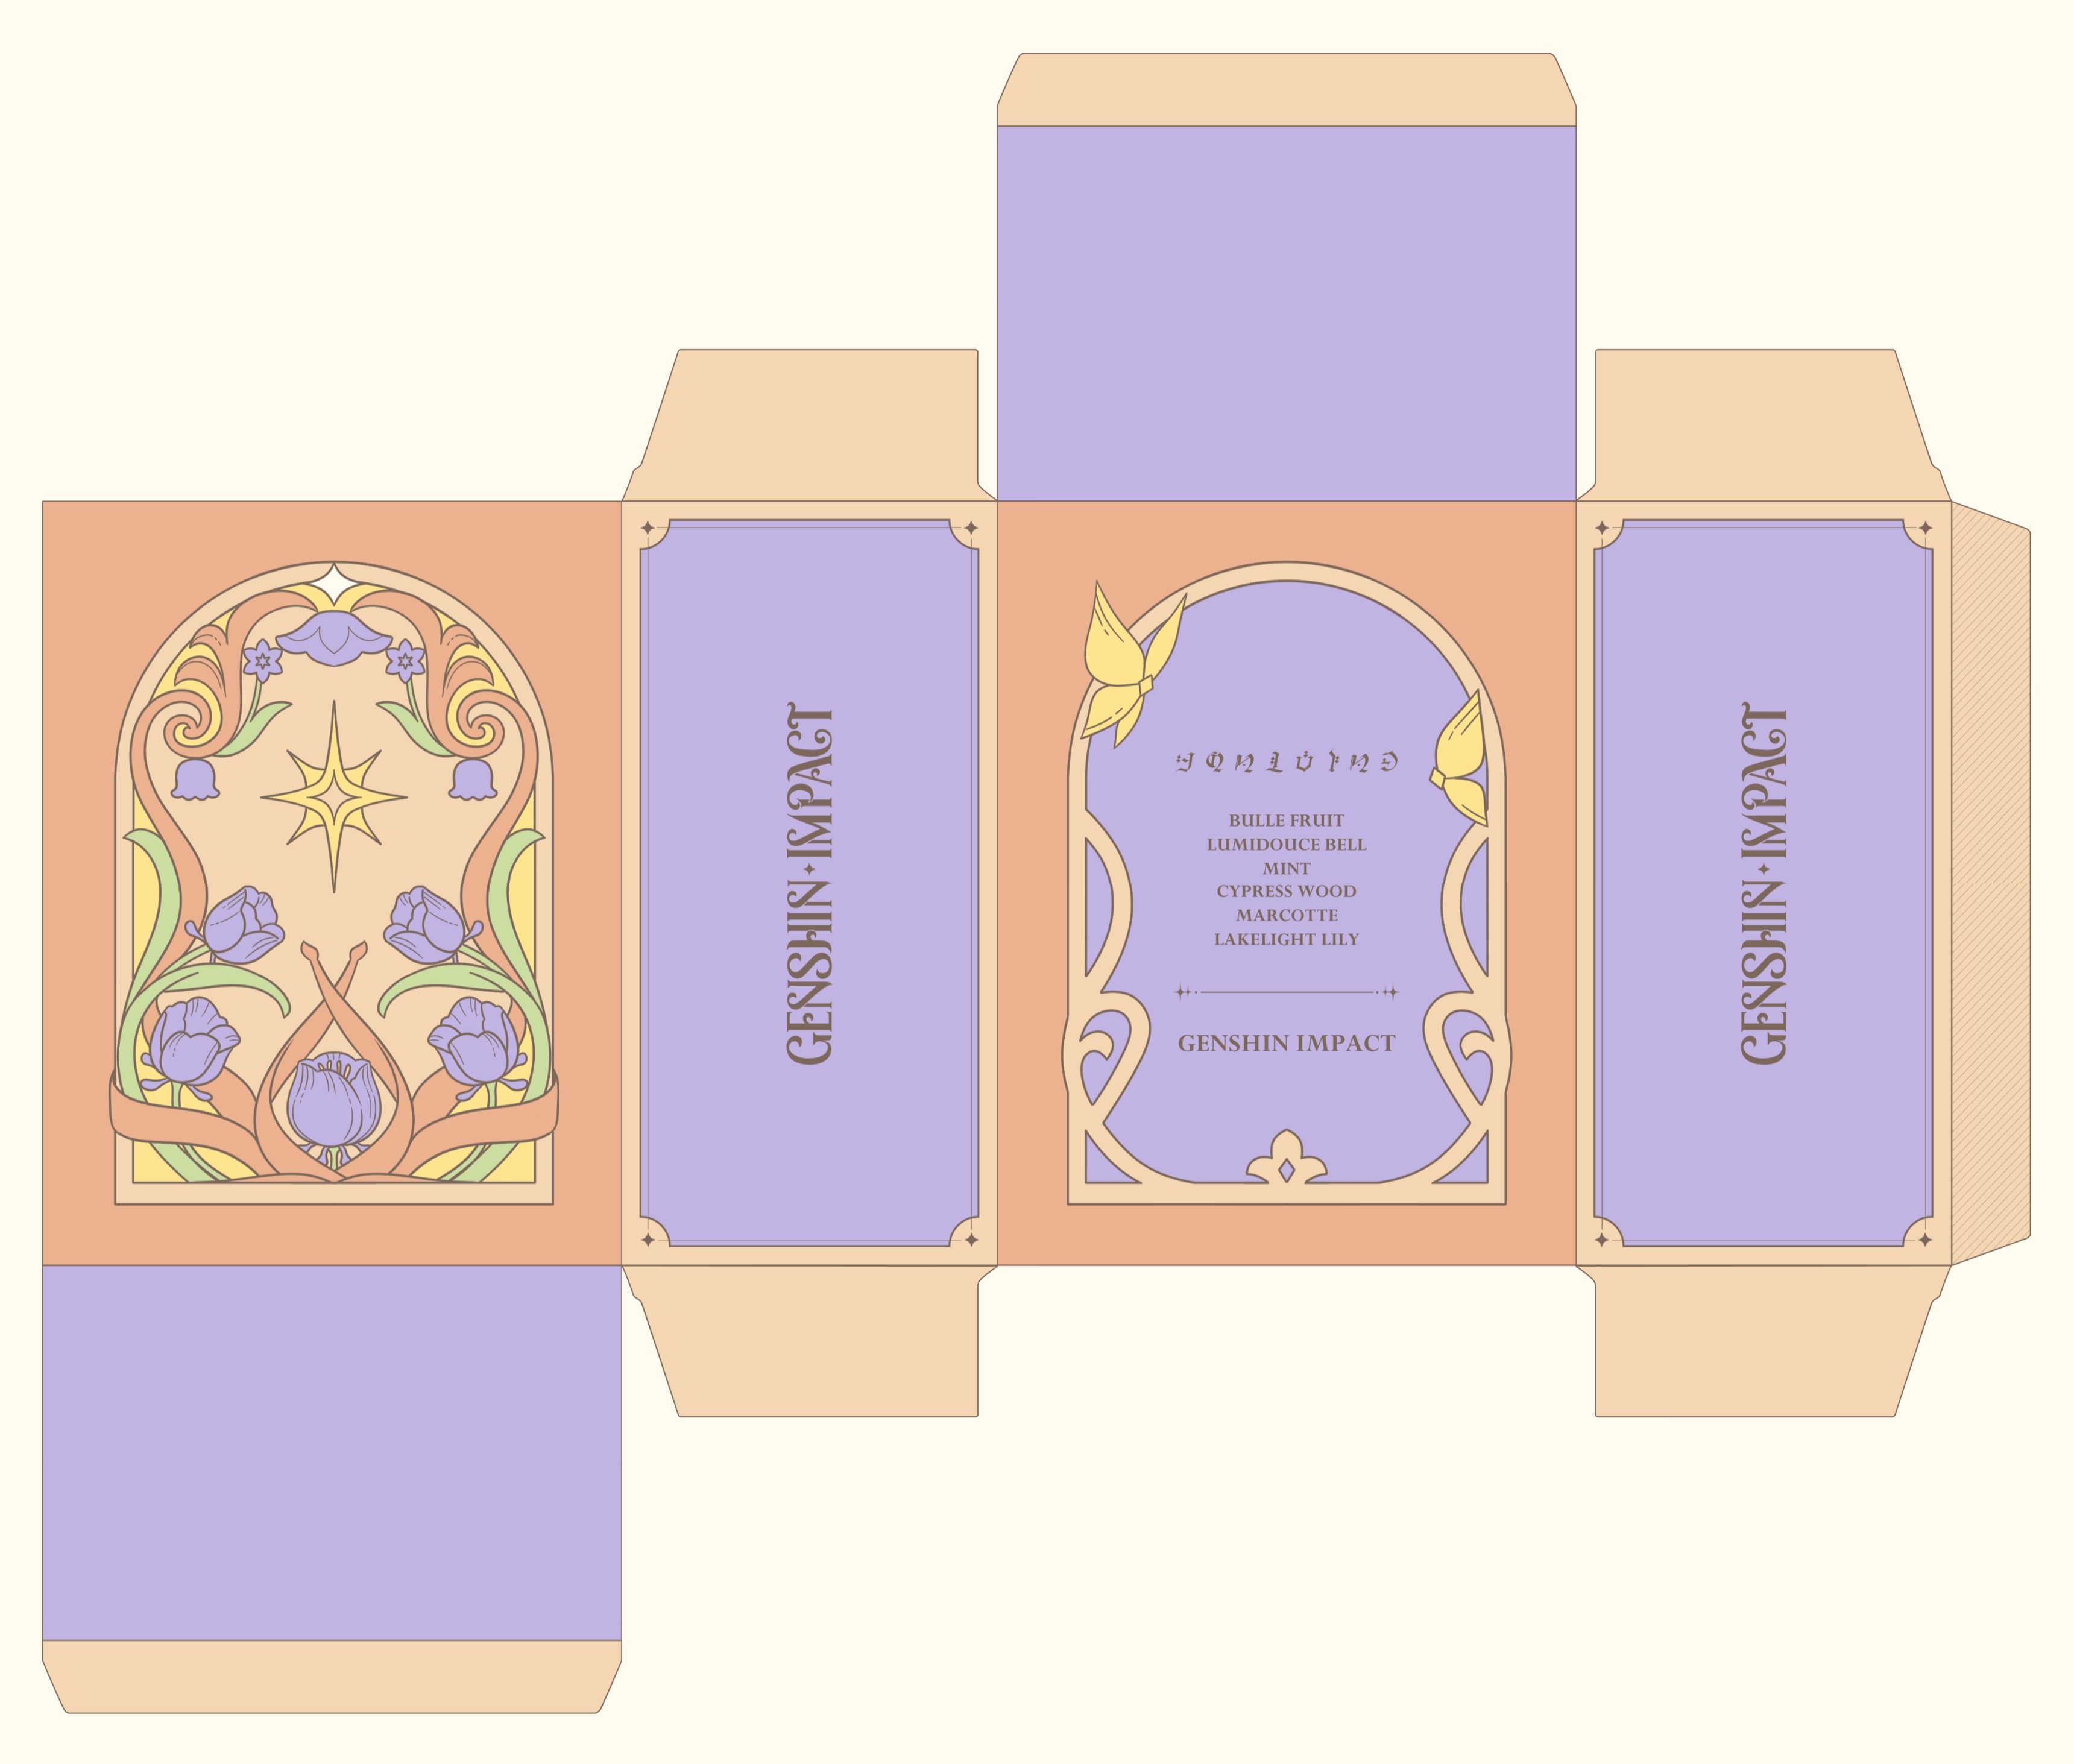 GENSHIN ✦ IMPACT
BULLE FRUIT
LUMIDOUCE BELL
MINT
CYPRESS WOOD
MARCOTTE
LAKELIGHT LILY
GENSHIN IMPACT
GENSHIN ✦ IMPACT